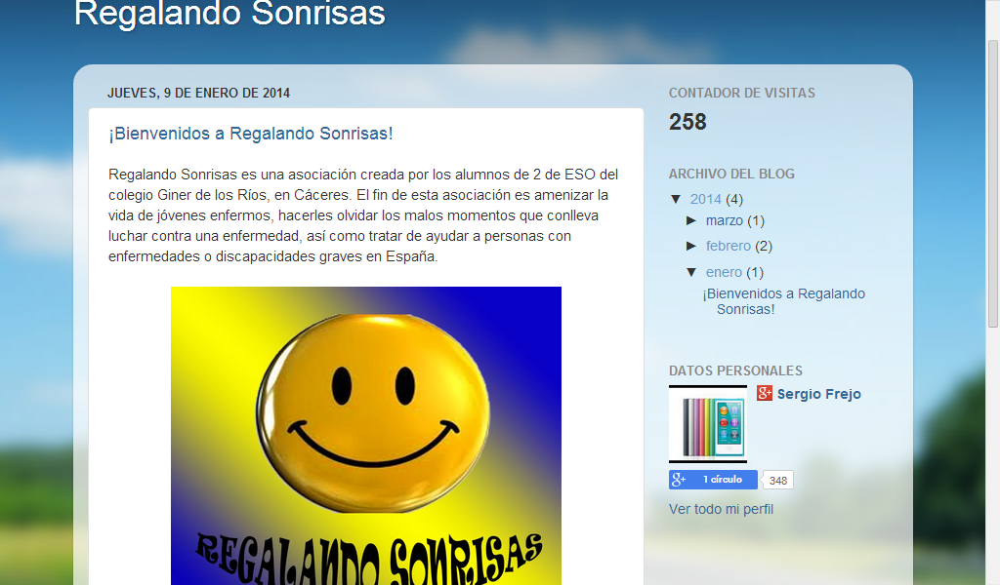 Regalando Sonrisas
JUEVES, 9 DE ENERO DE 2014
¡Bienvenidos a Regalando Sonrisas!
Regalando Sonrisas es una asociación creada por los alumnos de 2 de ESO del
colegio Giner de los Ríos, en Cáceres. El fin de esta asociación es amenizar la
vida de jóvenes enfermos, hacerles olvidar los malos momentos que conlleva
luchar contra una enfermedad, así como tratar de ayudar a personas con
enfermedades o discapacidades graves en España.
REGALANDO SONRISAS
CONTADOR DE VISITAS
258
ARCHIVO DEL BLOG
▼ 2014 (4)
► marzo (1)
► febrero (2)
▼ enero (1)
¡Bienvenidos a Regalando
Sonrisas!
DATOS PERSONALES
g+ Sergio Frejo
g+ 1 círculo 348
Ver todo mi perfil